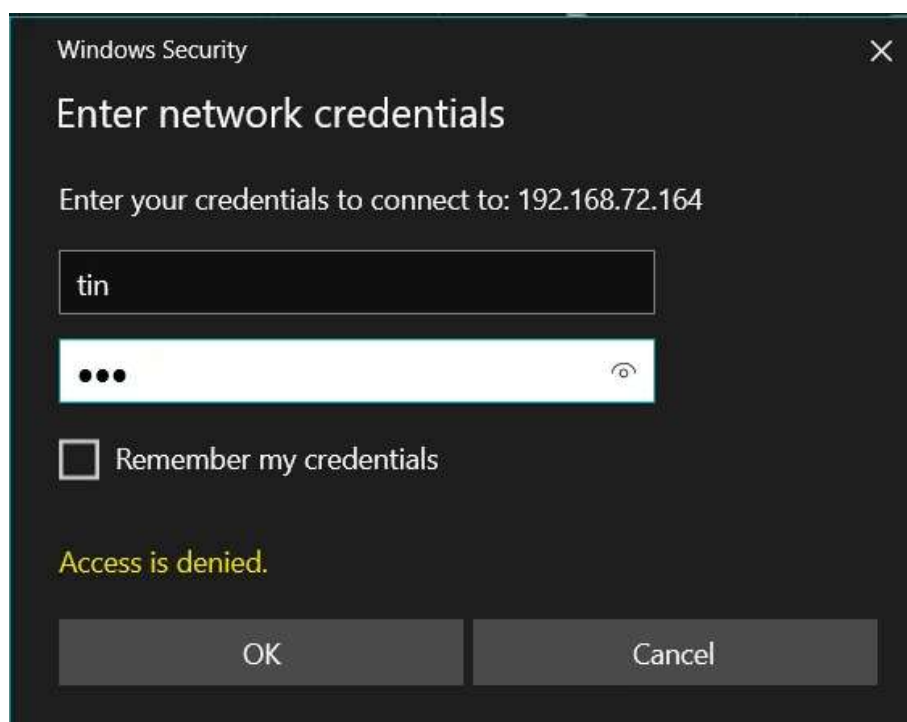 Windows Security
Enter network credentials
Enter your credentials to connect to: 192.168.72.164
tin
●●●
Remember my credentials
Access is denied.
OK
Cancel